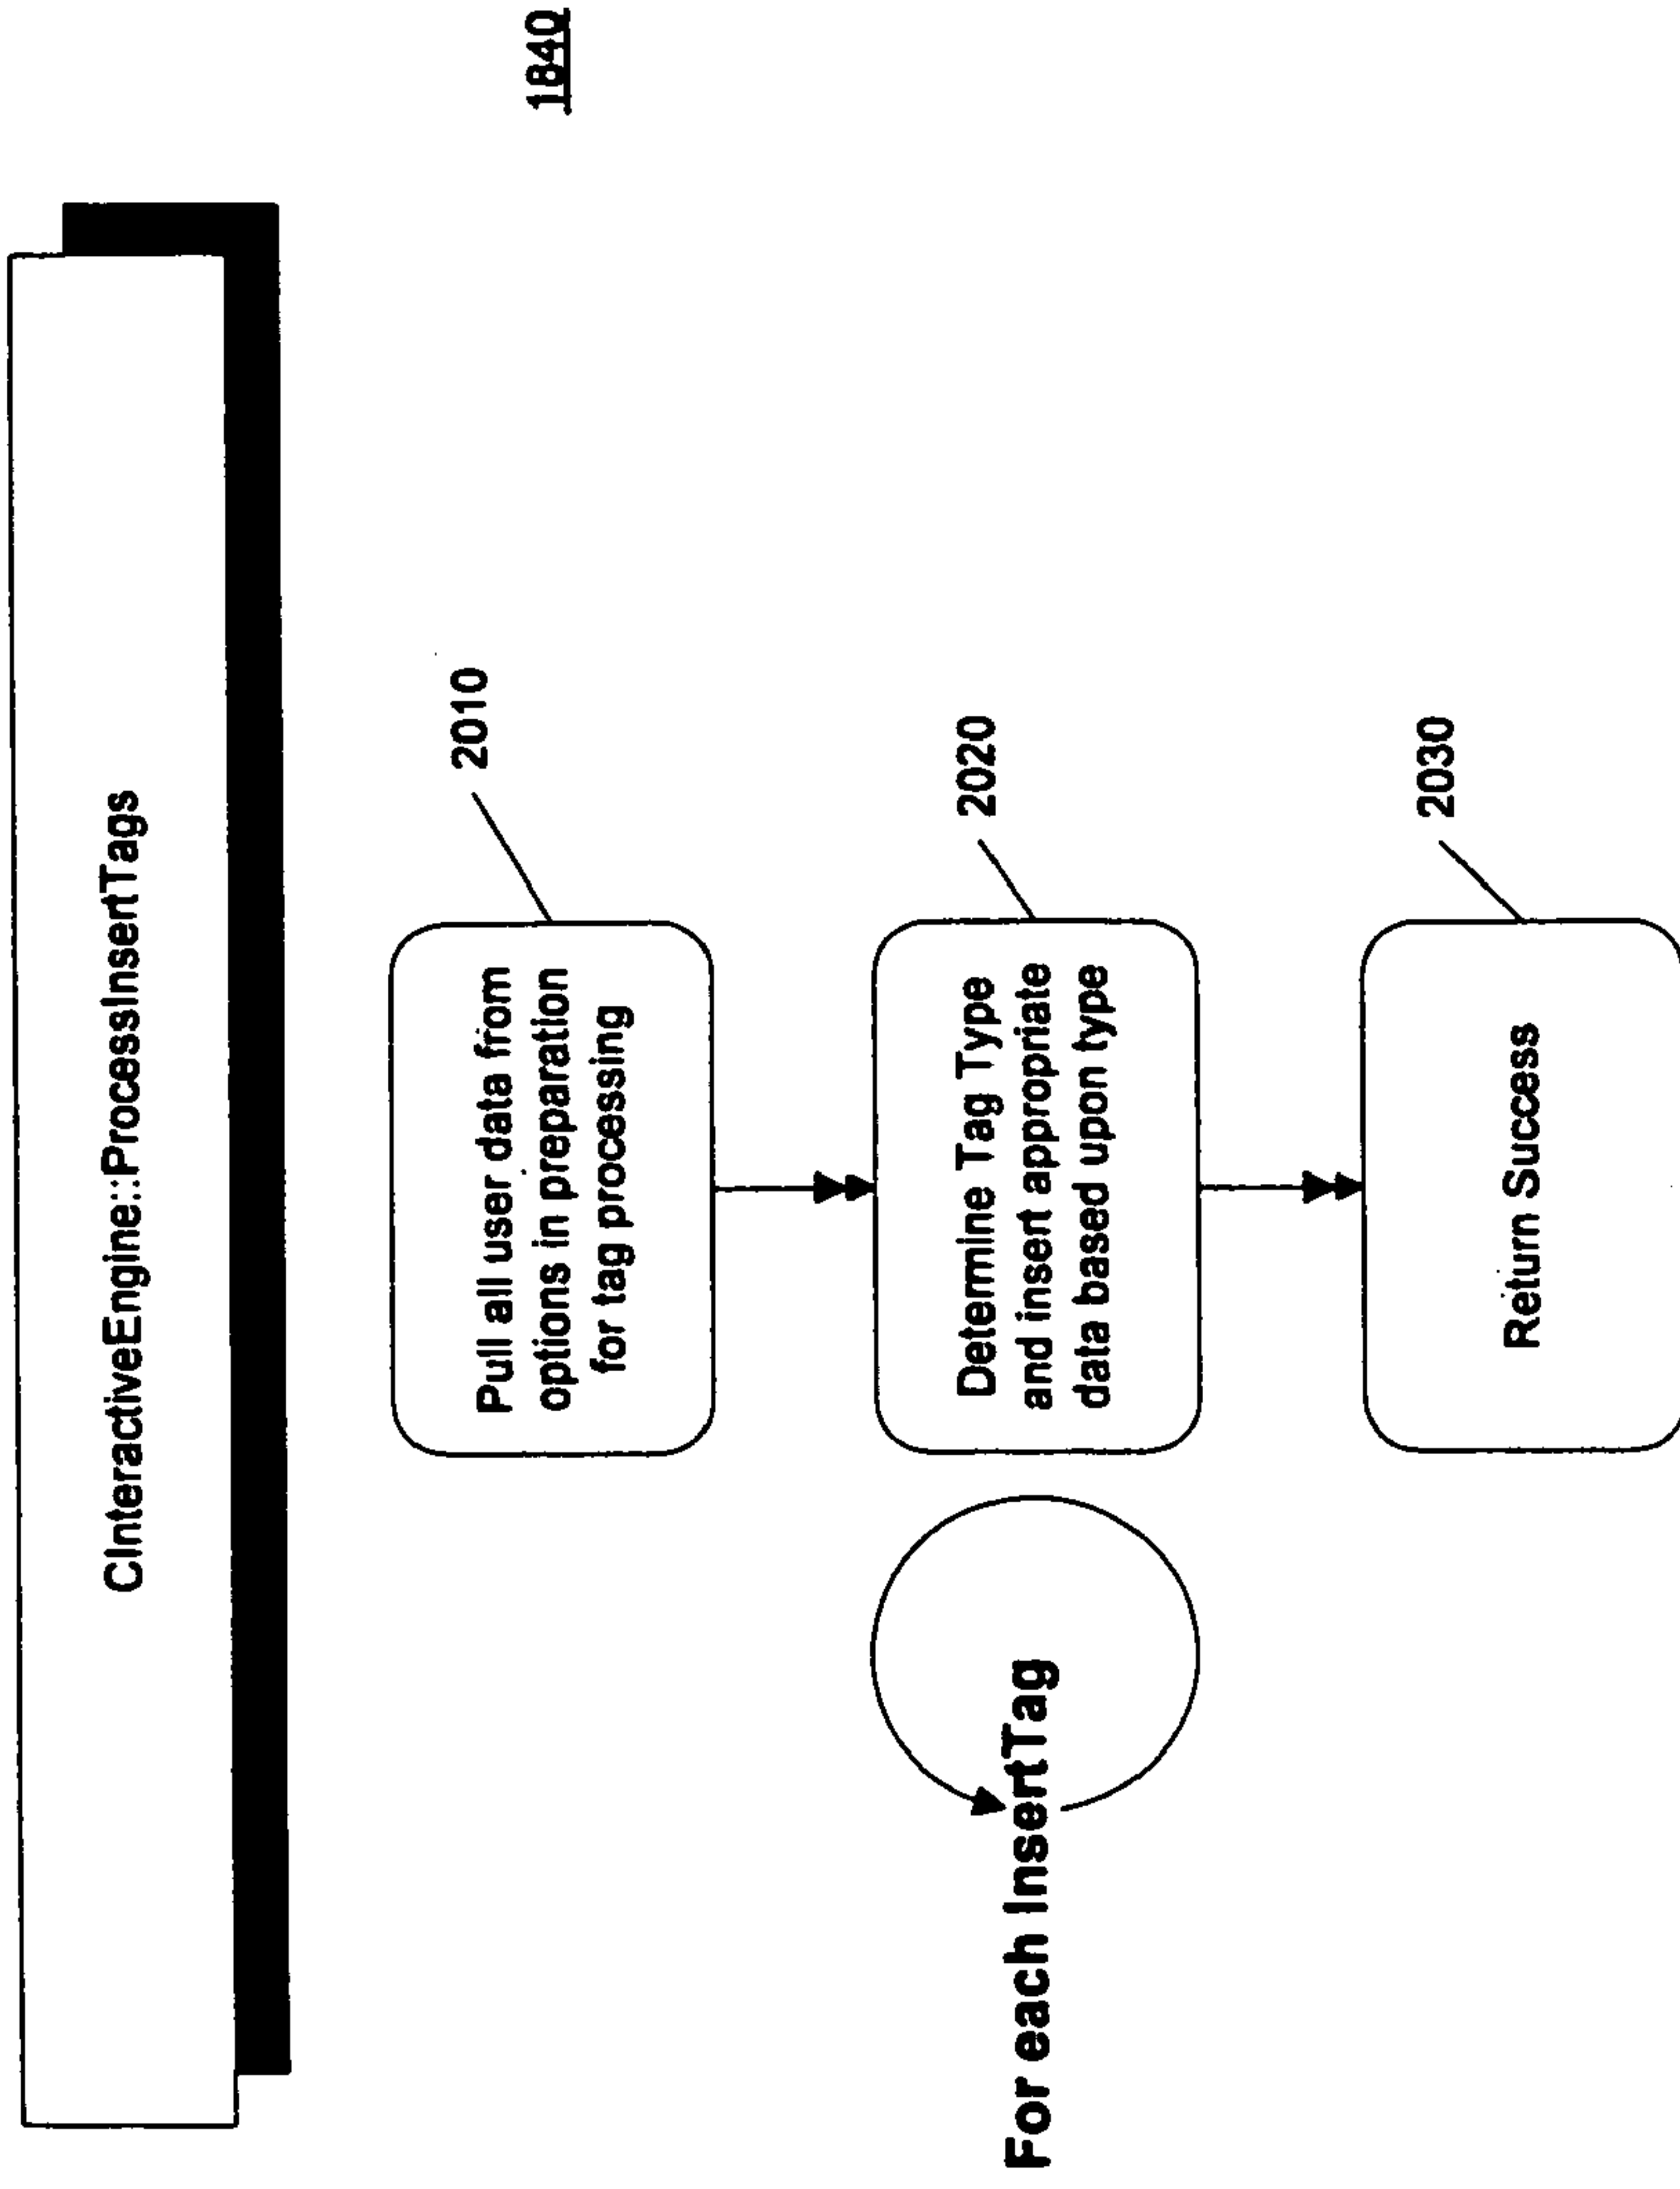 CInteractiveEngine::ProcessInsertTags
1840
2010
Pull all user data from
options in preparation
for tag processing
2020
Determine Tag Type
and insert appropriate
data based upon type
For each InsertTag
2030
Return Success